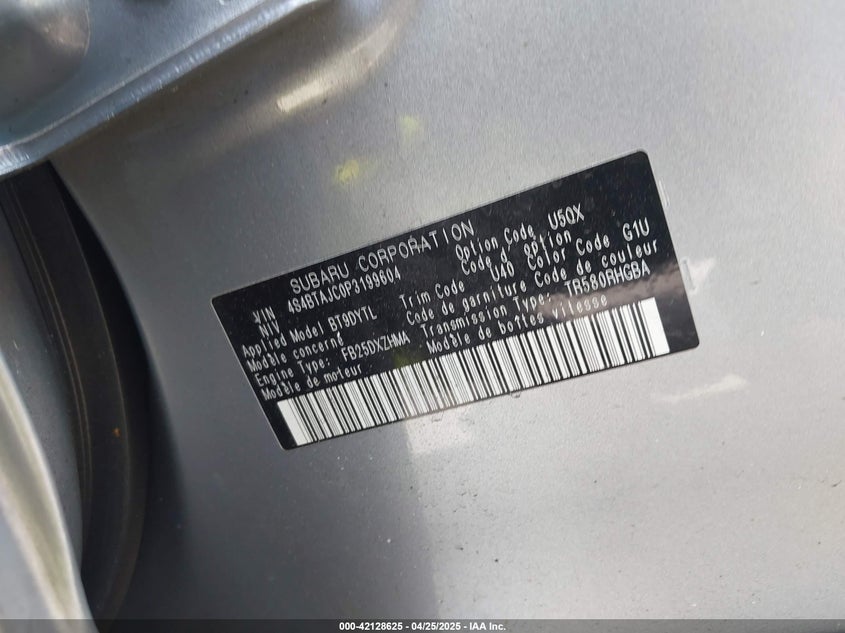 SUBARU CORPORATION
VIN 4S4BTAJC0P3199604 Option Code, U5QX
NIV Code d'option
Applied Model BT9DYTL Trim Code U40 Color Code G1U
Modèle concerné Code de garniture Code de couleur
Engine Type: FB25DXZHMA Transmission Type: TR580RHGBA
Modèle de moteur Modèle de boîtes vitesse
000-42128625 - 04/25/2025 - IAA Inc.